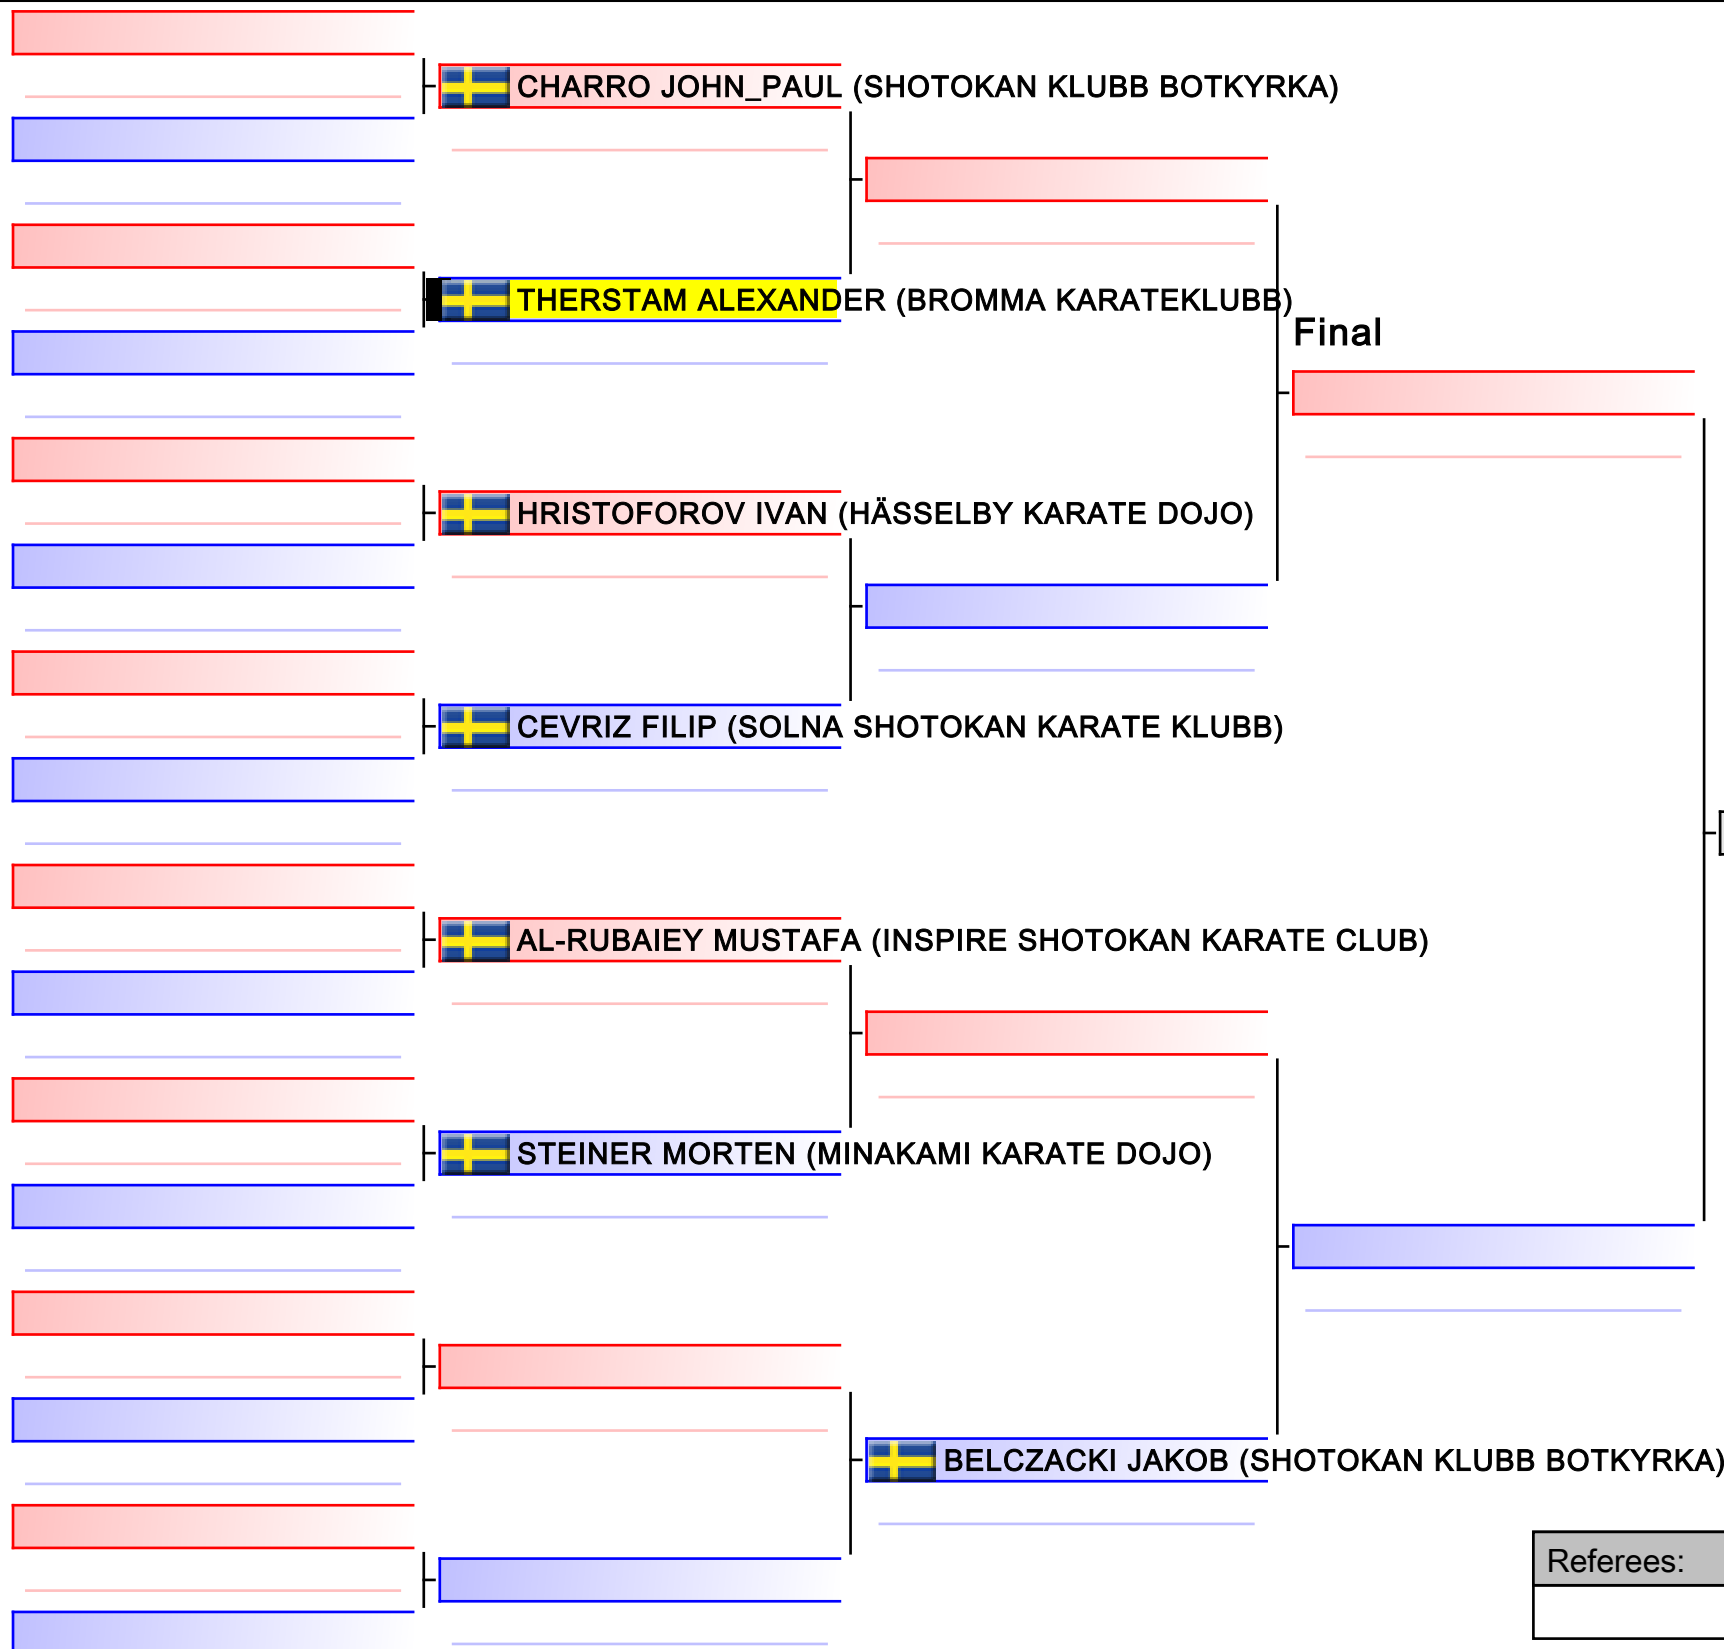 CHARRO JOHN_PAUL (SHOTOKAN KLUBB BOTKYRKA)
THERSTAM ALEXANDER (BROMMA KARATEKLUBB)
Final
HRISTOFOROV IVAN (HÄSSELBY KARATE DOJO)
CEVRIZ FILIP (SOLNA SHOTOKAN KARATE KLUBB)
AL-RUBAIEY MUSTAFA (INSPIRE SHOTOKAN KARATE CLUB)
STEINER MORTEN (MINAKAMI KARATE DOJO)
BELCZACKI JAKOB (SHOTOKAN KLUBB BOTKYRKA)
Referees: